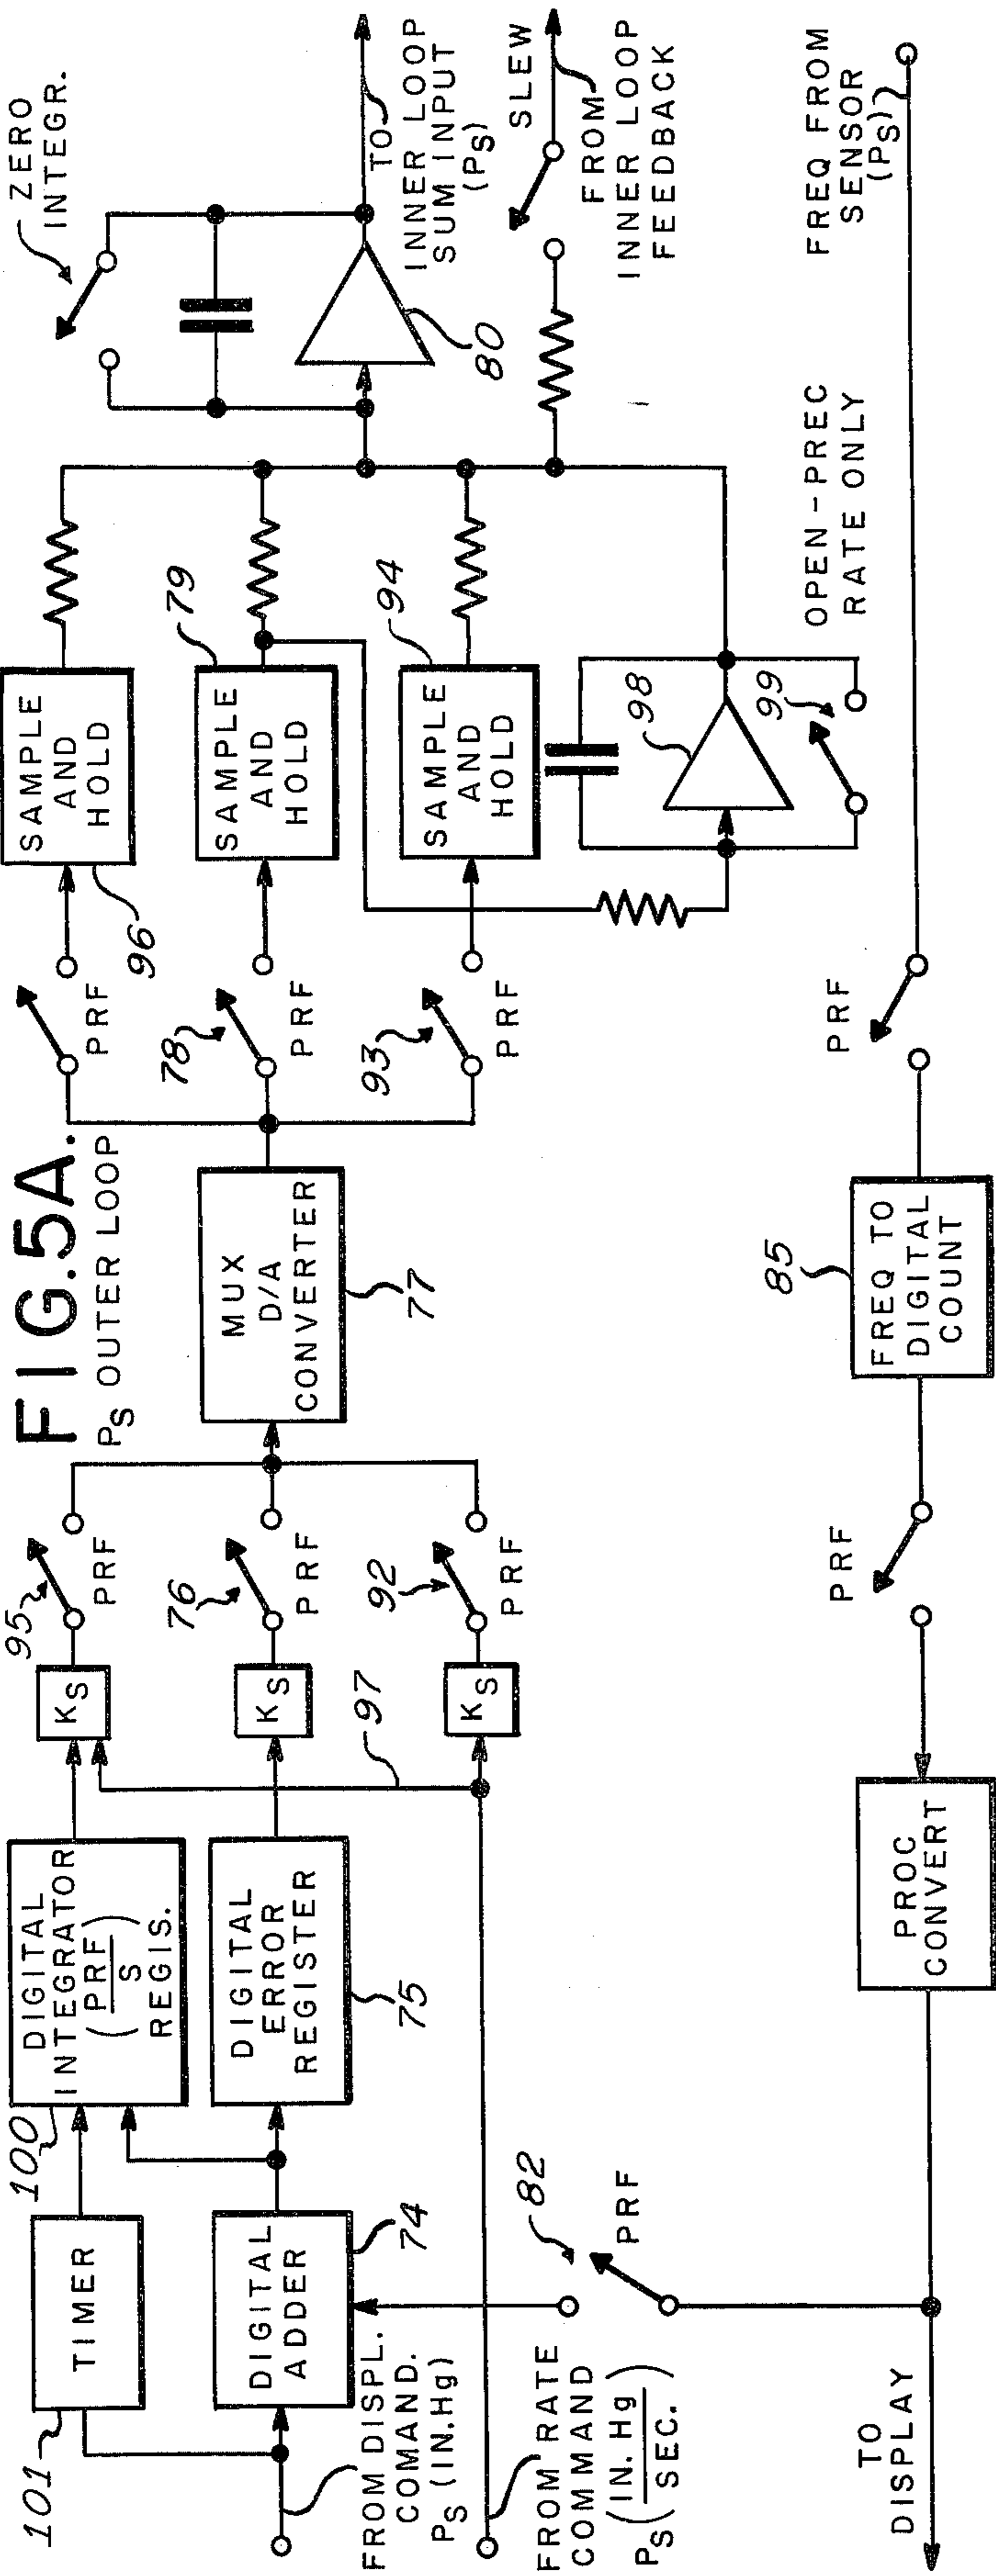 FIG.5A.
PS OUTER LOOP
101
TIMER
100
DIGITAL
INTEGRATOR
(PRF/S)
REGIS.
KS
95
PRF
PRF
96
SAMPLE
AND
HOLD
ZERO
INTEGR.
FROM DISPL.
COMAND.
PS (IN.Hg)
DIGITAL
ADDER
74
DIGITAL
ERROR
REGISTER
75
KS
76
PRF
MUX
D/A
CONVERTER
77
78
PRF
SAMPLE
AND
HOLD
79
80
TO
INNER LOOP
SUM INPUT
(PS)
FROM RATE
COMMAND
PS (IN. Hg/SEC.)
97
KS
92
PRF
93
PRF
SAMPLE
AND
HOLD
94
SLEW
FROM
INNER LOOP
FEEDBACK
98
99
OPEN-PREC
RATE ONLY
82
PRF
TO
DISPLAY
PROC
CONVERT
PRF
FREQ TO
DIGITAL
COUNT
85
PRF
FREQ FROM
SENSOR
(PS)